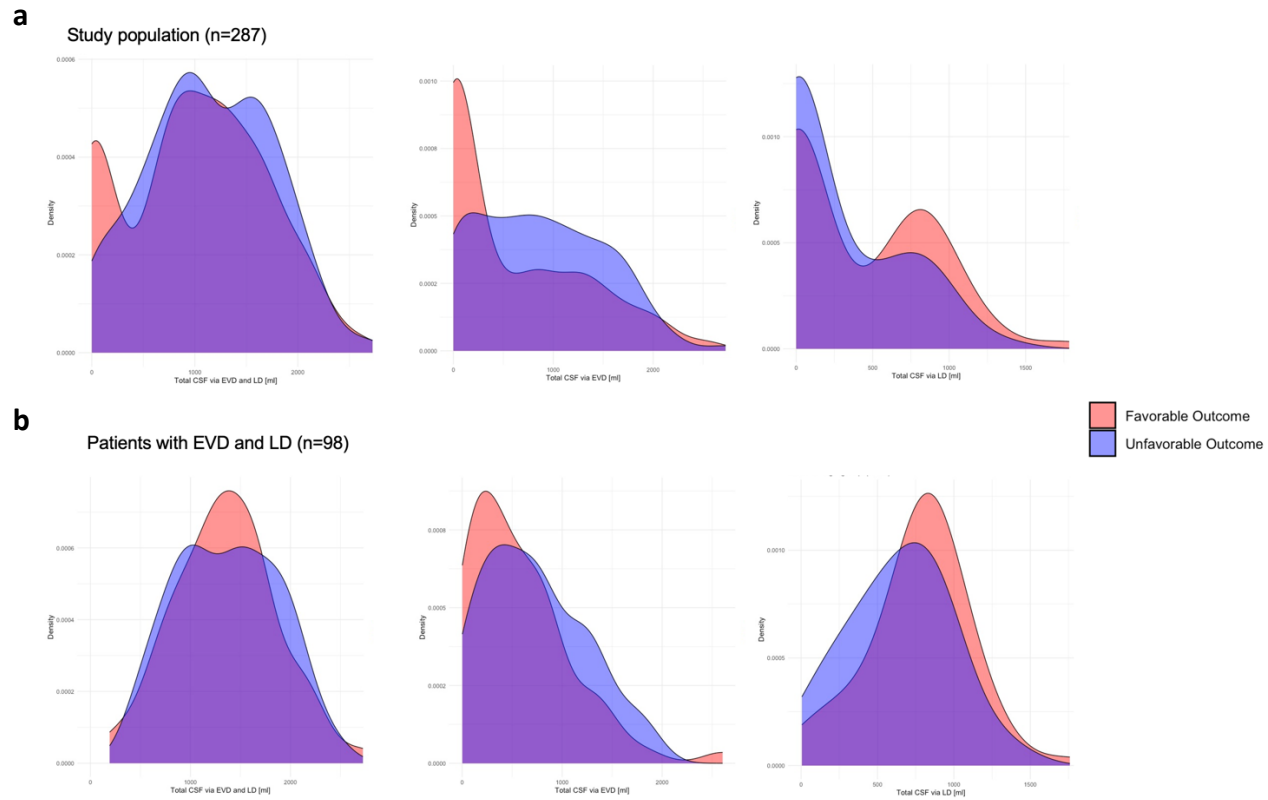 a
Study population (n=287)
0.0006
0.0004
0.0002
0.0000
Density
0
1000
2000
Total CSF via EVD and LD [ml]
0.0010
0.0008
0.0005
0.0002
0.0000
Density
0
1000
2000
Total CSF via EVD [ml]
0.0010
0.0005
0.0000
Density
0
500
1000
1500
Total CSF via LD [ml]
Favorable Outcome
Unfavorable Outcome
b
Patients with EVD and LD (n=98)
0.0006
0.0004
0.0002
0.0000
Density
0
1000
2000
Total CSF via EVD and LD [ml]
0.0008
0.0005
0.0002
0.0000
Density
0
1000
2000
Total CSF via EVD [ml]
0.0010
0.0005
0.0000
Density
0
500
1000
1500
Total CSF via LD [ml]